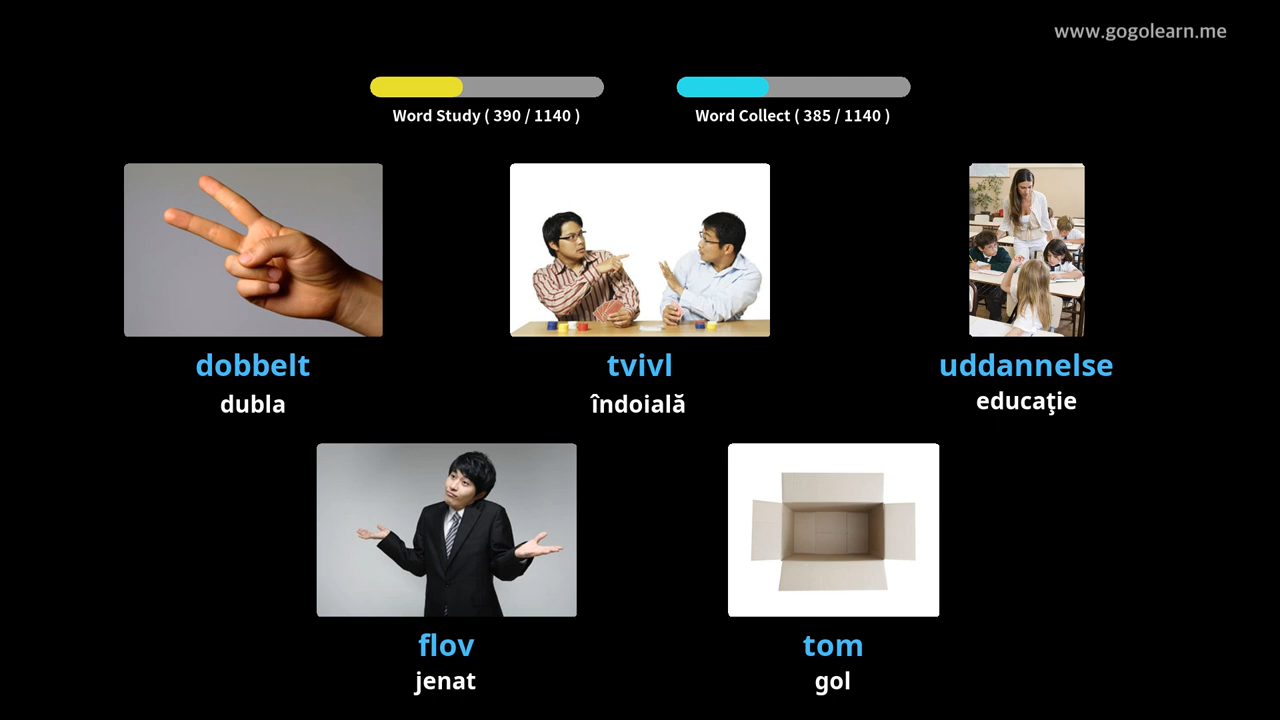 www.gogolearn.me
Word Study ( 390 / 1140 )
Word Collect ( 385 / 1140 )
dobbelt
dubla
tvivl
îndoială
uddannelse
educaţie
flov
jenat
tom
gol